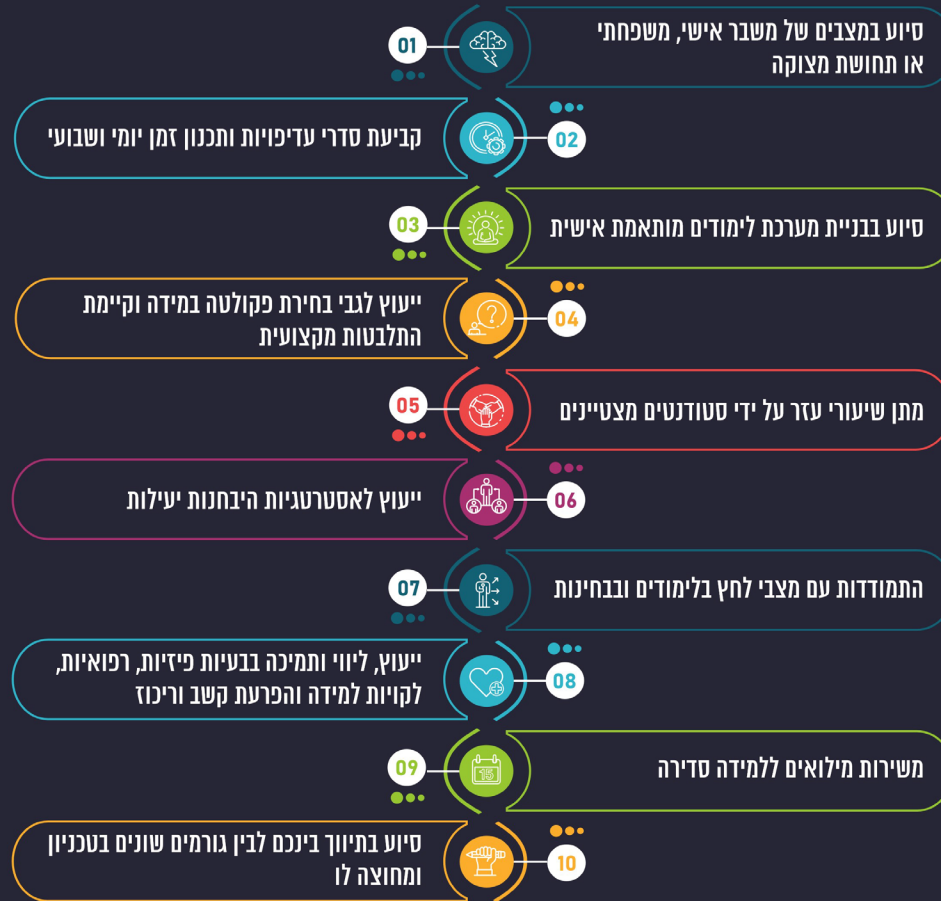 01
סיוע במצבים של משבר אישי, משפחתי
או תחושת מצוקה
02
קביעת סדרי עדיפויות ותכנון זמן יומי ושבועי
03
סיוע בבניית מערכת לימודים מותאמת אישית
04
ייעוץ לגבי בחירת פקולטה במידה וקיימת
התלבטות מקצועית
05
מתן שיעורי עזר על ידי סטודנטים מצטיינים
06
ייעוץ לאסטרטגיות היבחנות יעילות
07
התמודדות עם מצבי לחץ בלימודים ובבחינות
08
ייעוץ, ליווי ותמיכה בבעיות פיזיות, רפואיות,
לקויות למידה והפרעת קשב וריכוז
09
15
משירות מילואים ללמידה סדירה
10
סיוע בתיווך בינכם לבין גורמים שונים בטכניון
ומחוצה לו